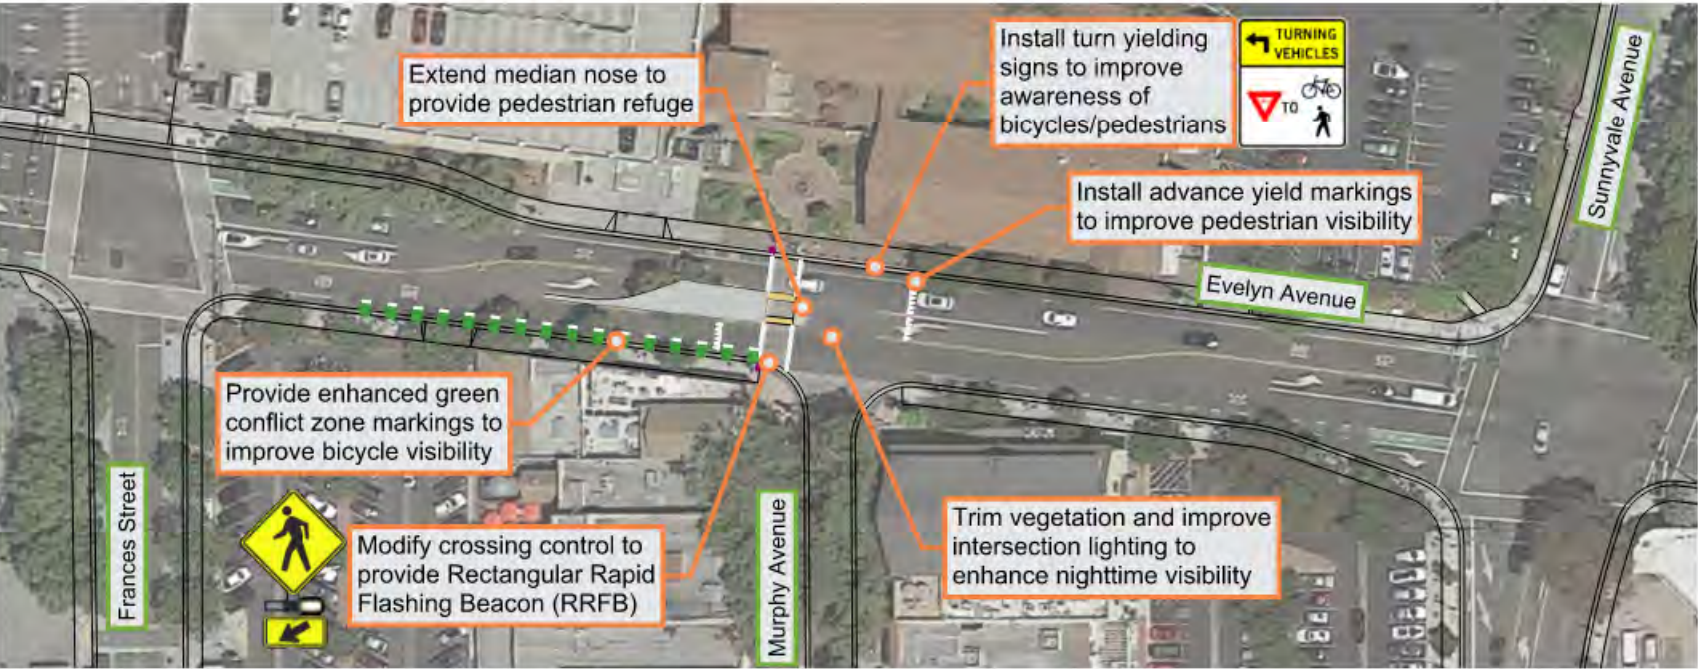 Extend median nose to
provide pedestrian refuge
Install turn yielding
signs to improve
awareness of
bicycles/pedestrians
TURNING
VEHICLES
TO
Install advance yield markings
to improve pedestrian visibility
Sunnyvale Avenue
Evelyn Avenue
Provide enhanced green
conflict zone markings to
improve bicycle visibility
Frances Street
Modify crossing control to
provide Rectangular Rapid
Flashing Beacon (RRFB)
Murphy Avenue
Trim vegetation and improve
intersection lighting to
enhance nighttime visibility